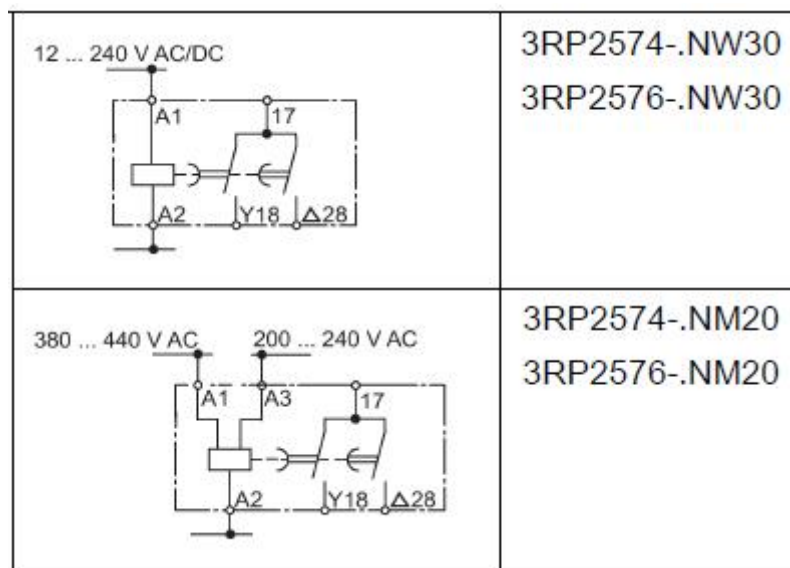 12 ... 240 V AC/DC
A1
17
A2
Y18
△28
3RP2574-.NW30
3RP2576-.NW30
380 ... 440 V AC
200 ... 240 V AC
A1
A3
17
A2
Y18
△28
3RP2574-.NM20
3RP2576-.NM20